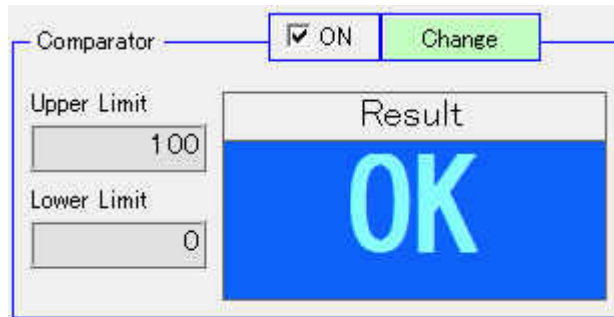 Comparator
ON
Change
Upper Limit
100
Lower Limit
0
Result
OK